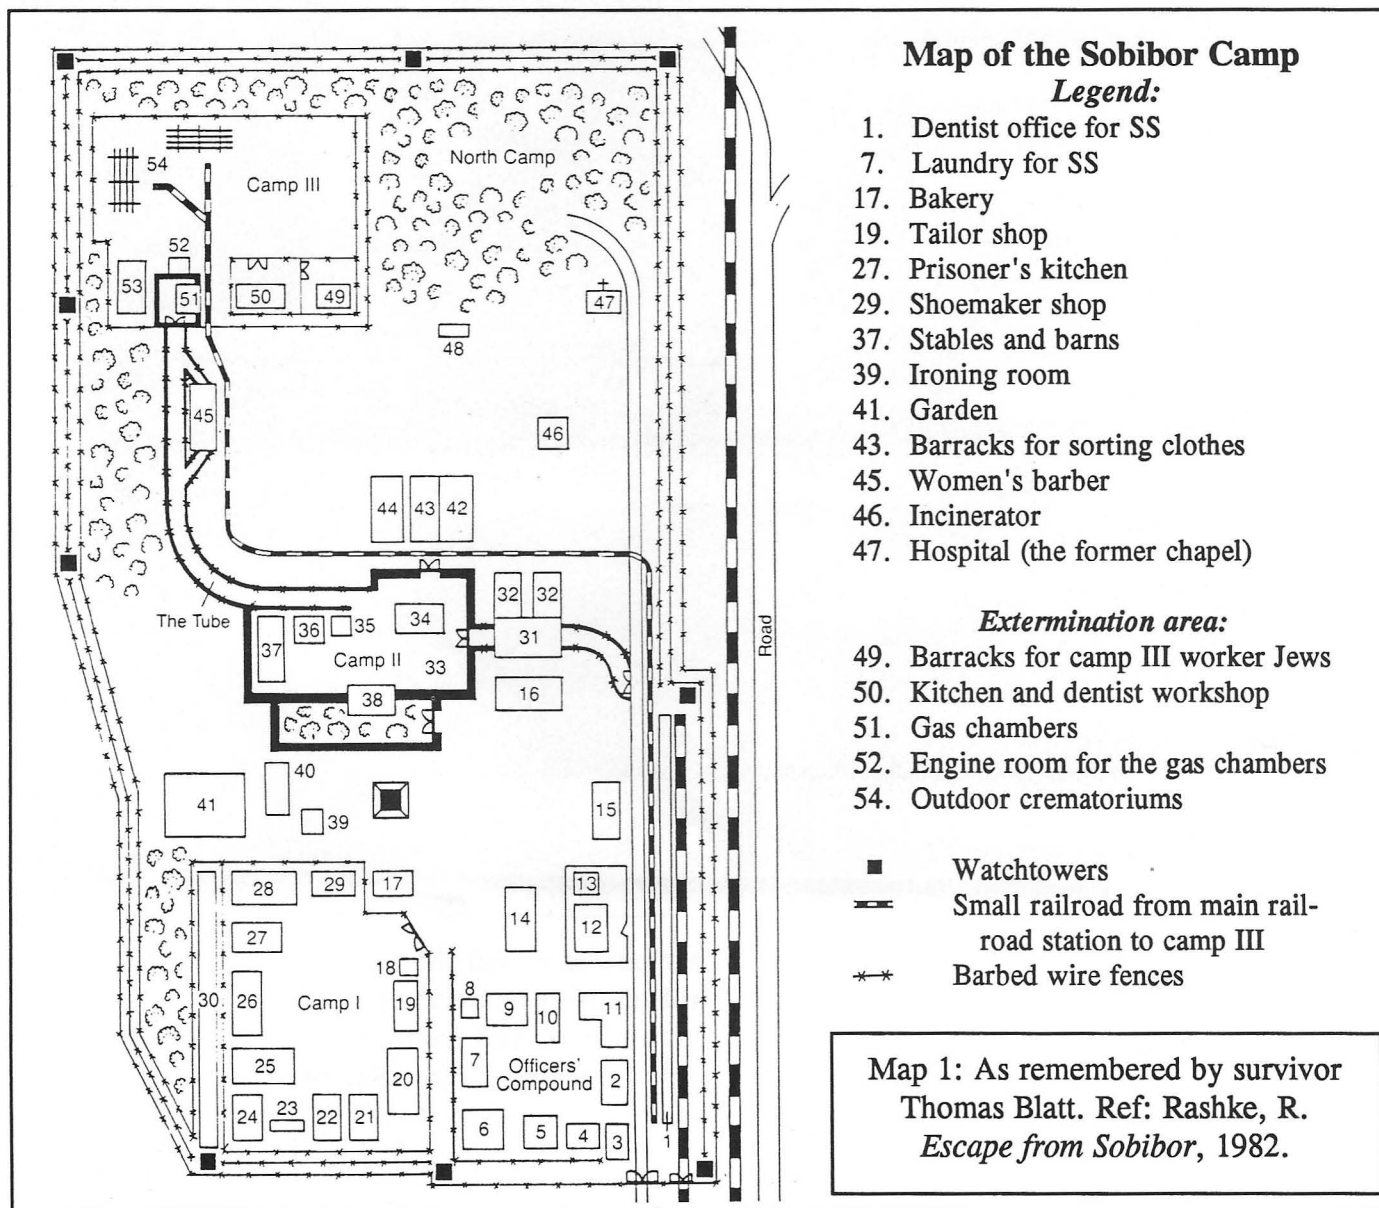 Map of the Sobibor Camp
Legend:
1. Dentist office for SS
7. Laundry for SS
17. Bakery
19. Tailor shop
27. Prisoner's kitchen
29. Shoemaker shop
37. Stables and barns
39. Ironing room
41. Garden
43. Barracks for sorting clothes
45. Women's barber
46. Incinerator
47. Hospital (the former chapel)
Extermination area:
49. Barracks for camp III worker Jews
50. Kitchen and dentist workshop
51. Gas chambers
52. Engine room for the gas chambers
54. Outdoor crematoriums
Watchtowers
Small railroad from main rail-
road station to camp III
Barbed wire fences
Map 1: As remembered by survivor
Thomas Blatt. Ref: Rashke, R.
Escape from Sobibor, 1982.
North Camp
54
Camp III
52
53
51
50
49
47
48
45
46
44
43
42
The Tube
32
32
34
35
36
31
37
Camp II
33
Road
38
16
40
41
39
15
28
29
17
13
14
12
27
18
30
26
Camp I
19
8
9
10
11
25
20
7
Officers'
Compound
2
24
23
22
21
6
5
4
3
1